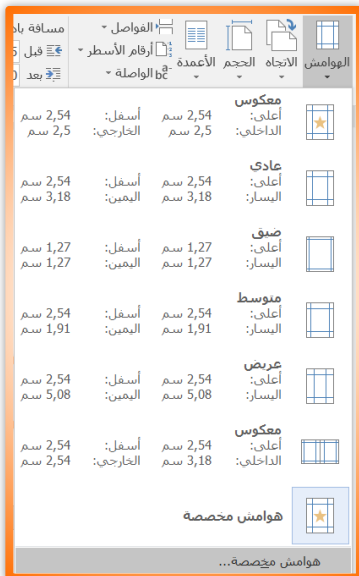 الهوامش
الاتجاه
الحجم
الأعمدة
الفواصل
أرقام الأسطر
الواصلة
bc
a-
قبل
بعد
معكوس
أعلى: 2,54 سم أسفل: 2,54 سم
الداخلي: 2,5 سم الخارجي: 2,5 سم
عادي
أعلى: 2,54 سم أسفل: 2,54 سم
اليسار: 3,18 سم اليمين: 3,18 سم
ضيق
أعلى: 1,27 سم أسفل: 1,27 سم
اليسار: 1,27 سم اليمين: 1,27 سم
متوسط
أعلى: 2,54 سم أسفل: 2,54 سم
اليسار: 1,91 سم اليمين: 1,91 سم
عريض
أعلى: 2,54 سم أسفل: 2,54 سم
اليسار: 5,08 سم اليمين: 5,08 سم
معكوس
أعلى: 2,54 سم أسفل: 2,54 سم
الداخلي: 3,18 سم الخارجي: 2,54 سم
هوامش مخصصة
هوامش مخصصة...